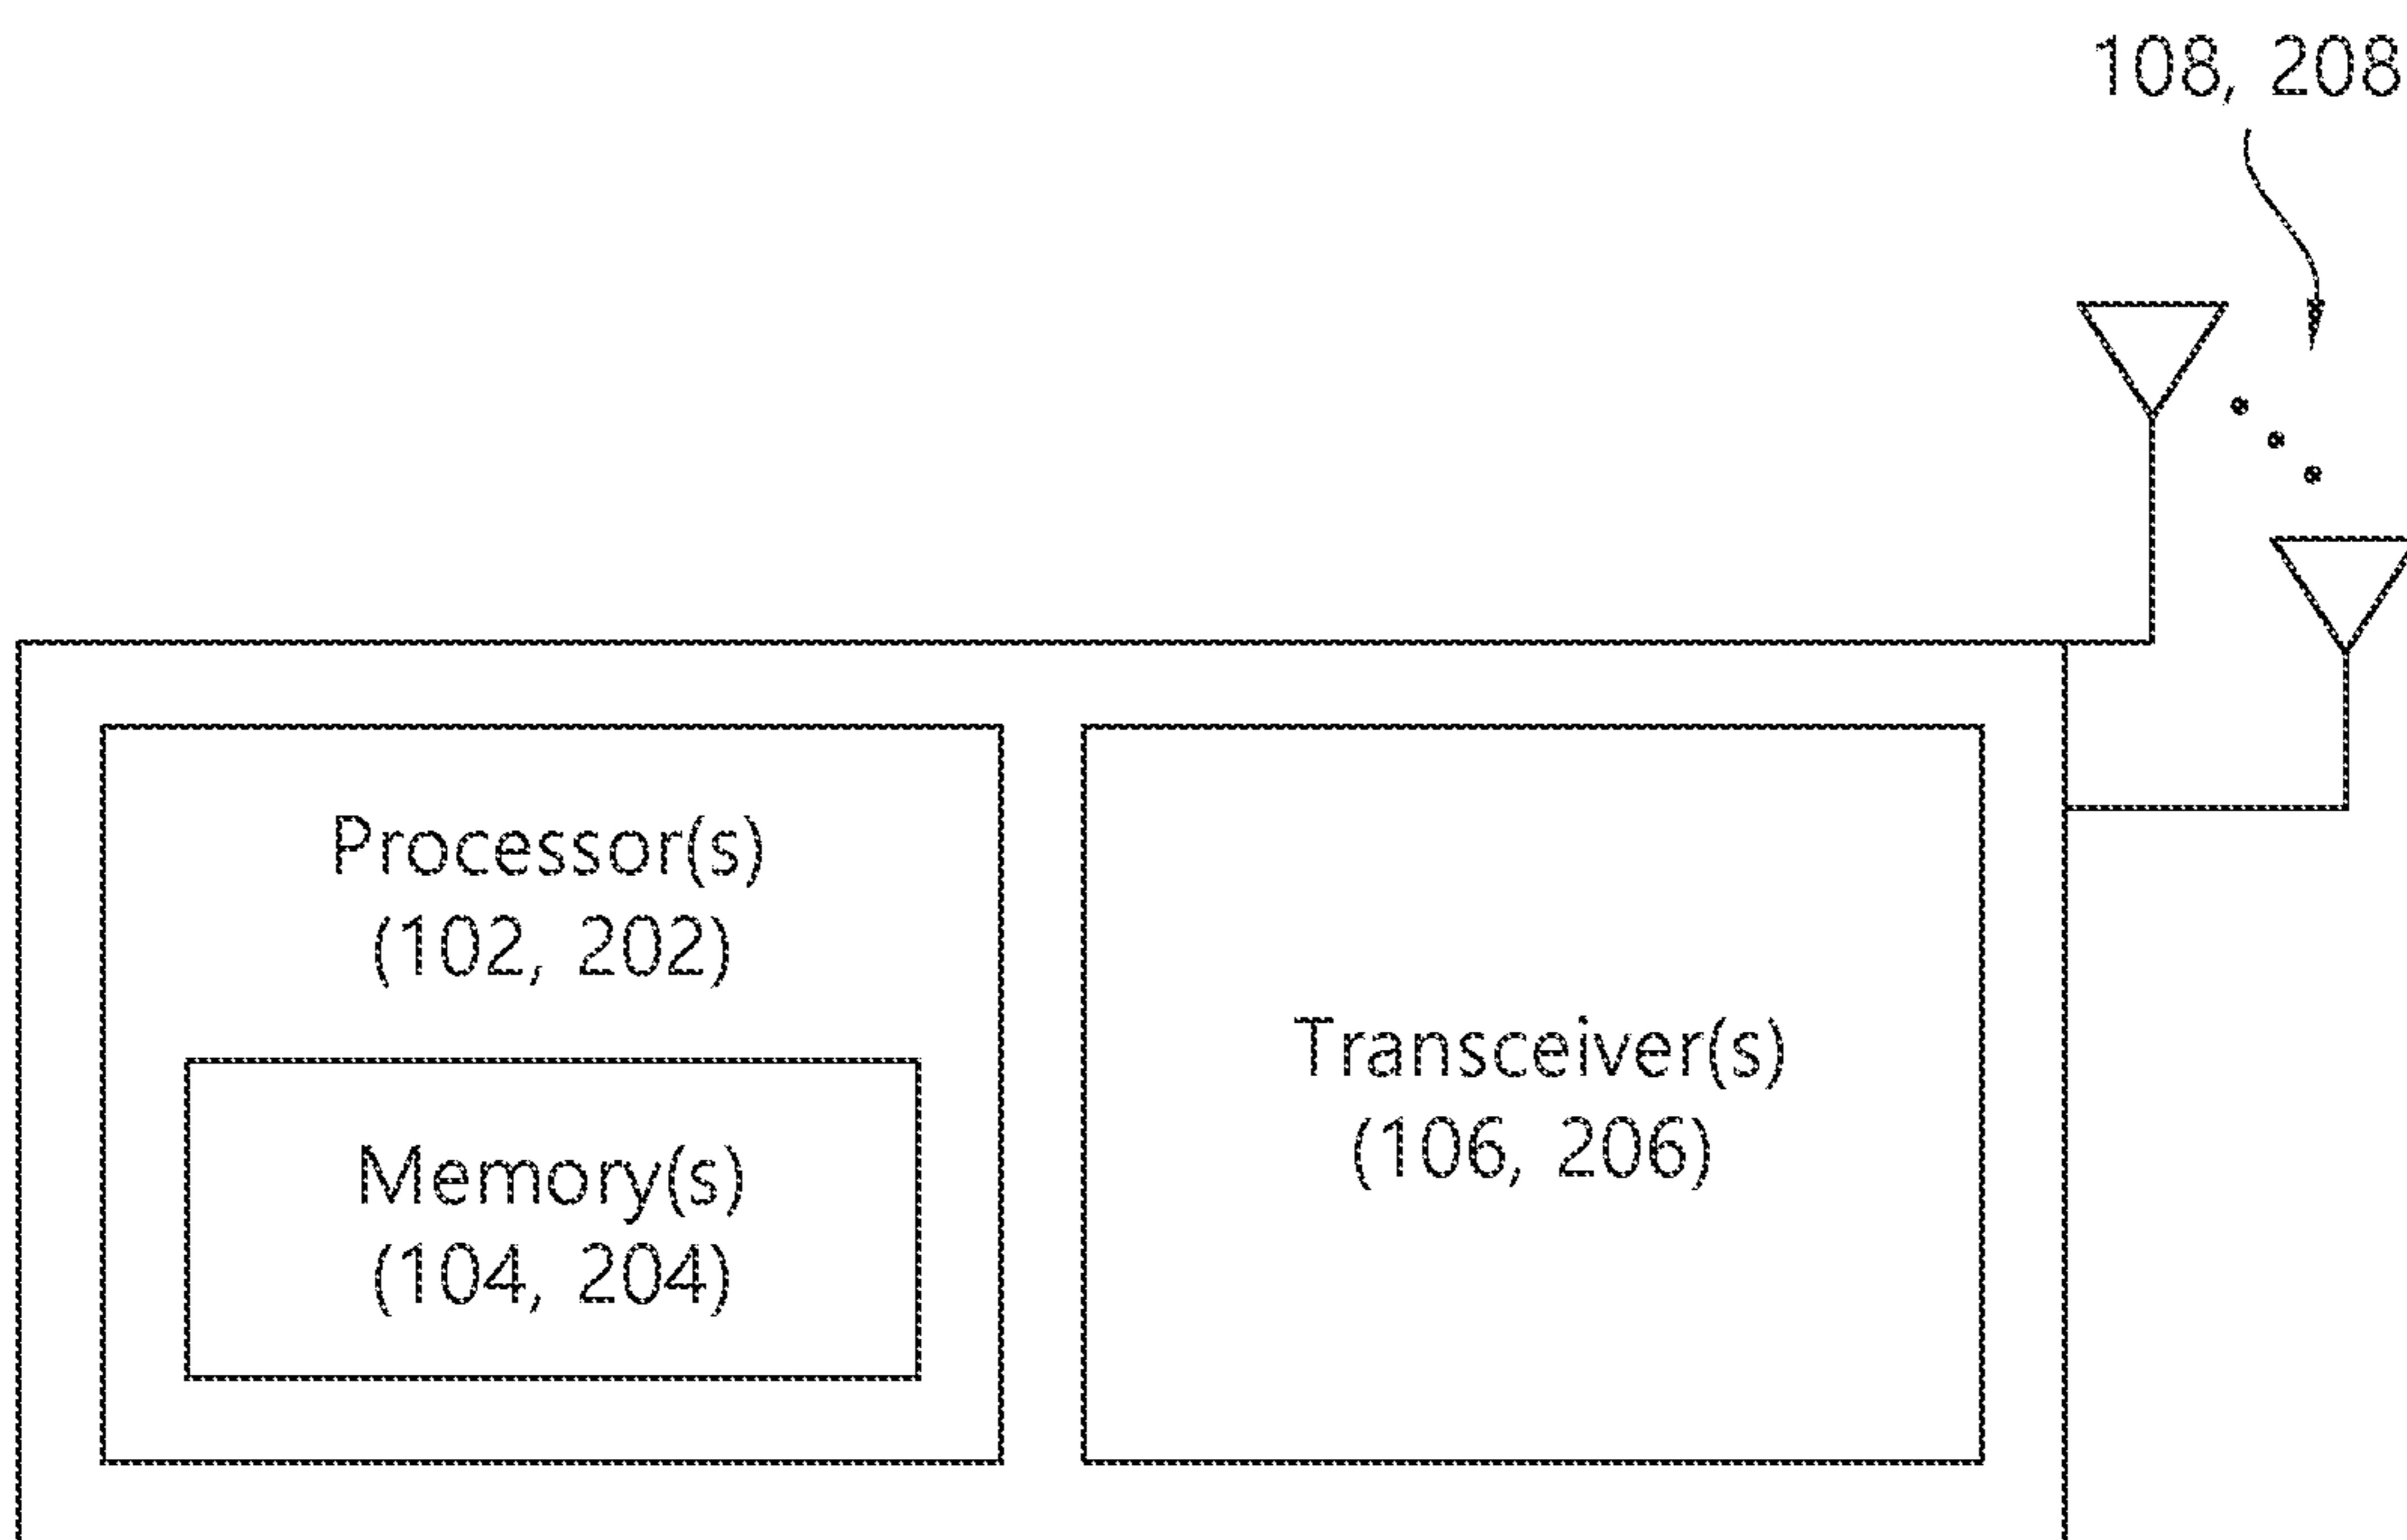 108, 208
Processor(s)
(102, 202)
Memory(s)
(104, 204)
Transceiver(s)
(106, 206)